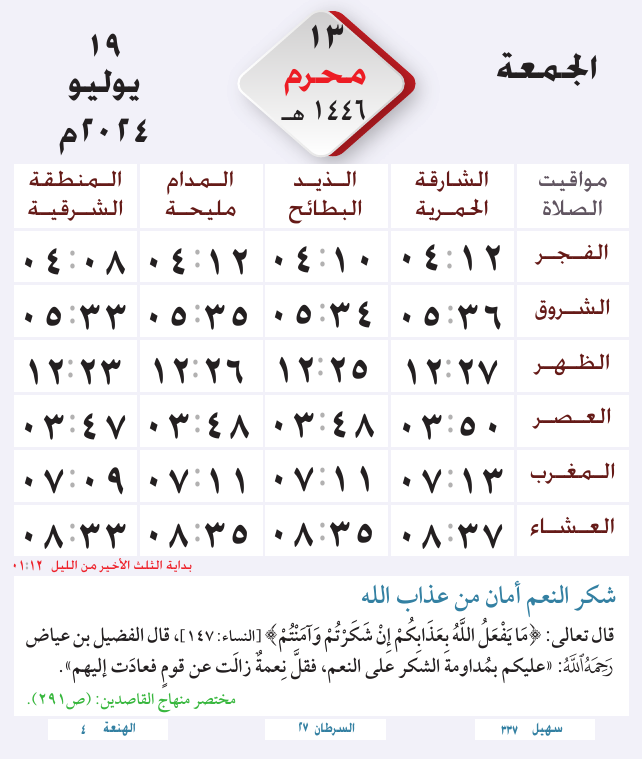 الجمعة
١٣
محرم
١٤٤٦ هـ
١٩
يوليو
٢٠٢٤م
مواقيت الصلاة الشارقة الحمرية الذيد البطائح المدام مليحة المنطقة الشرقية
الفجر ٠٤:١٢ ٠٤:١٠ ٠٤:١٢ ٠٤:٠٨
الشروق ٠٥:٣٦ ٠٥:٣٤ ٠٥:٣٥ ٠٥:٣٣
الظهر ١٢:٢٧ ١٢:٢٥ ١٢:٢٦ ١٢:٢٣
العصر ٠٣:٥٠ ٠٣:٤٨ ٠٣:٤٨ ٠٣:٤٧
المغرب ٠٧:١٣ ٠٧:١١ ٠٧:١١ ٠٧:٠٩
العشاء ٠٨:٣٧ ٠٨:٣٥ ٠٨:٣٥ ٠٨:٣٣
بداية الثلث الأخير من الليل ٠١:١٢
شكر النعم أمان من عذاب الله
قال تعالى: ﴿مَا يَفْعَلُ اللَّهُ بِعَذَابِكُمْ إِنْ شَكَرْتُمْ وَآمَنْتُمْ﴾ [النساء: ١٤٧]، قال الفضيل بن عياض
رَحِمَهُ اللَّهُ: «عليكم بمُداومة الشكر على النعم، فقلَّ نِعمةٌ زالَت عن قومٍ فعادَت إليهم».
مختصر منهاج القاصدين: (ص٢٩١).
سهيل ٣٣٧ السرطان ٢٧ الهنعة ٤